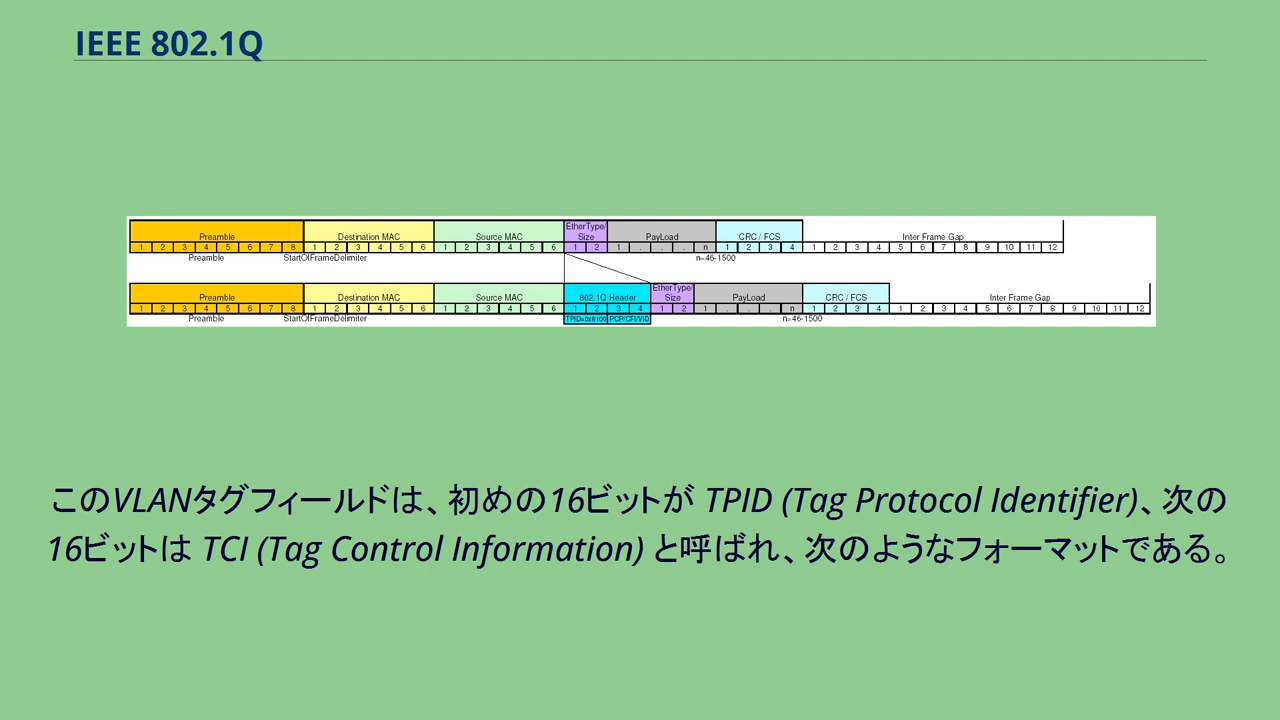 IEEE 802.1Q
Preamble Destination MAC Source MAC EtherType/ Size PayLoad CRC / FCS Inter Frame Gap
1 2 3 4 5 6 7 8 1 2 3 4 5 6 1 2 3 4 5 6 1 2 1 . . . n 1 2 3 4 1 2 3 4 5 6 7 8 9 10 11 12
Preamble StartOfFrameDelimiter n=46-1500
Preamble Destination MAC Source MAC 802.1Q Header EtherType/ Size PayLoad CRC / FCS Inter Frame Gap
1 2 3 4 5 6 7 8 1 2 3 4 5 6 1 2 3 4 5 6 1 2 3 4 1 2 1 . . . n 1 2 3 4 1 2 3 4 5 6 7 8 9 10 11 12
Preamble StartOfFrameDelimiter TPID=0x8100 PCP/CFI/VID n=46-1500
このVLANタグフィールドは、初めの16ビットが TPID (Tag Protocol Identifier)、次の
16ビットは TCI (Tag Control Information) と呼ばれ、次のようなフォーマットである。